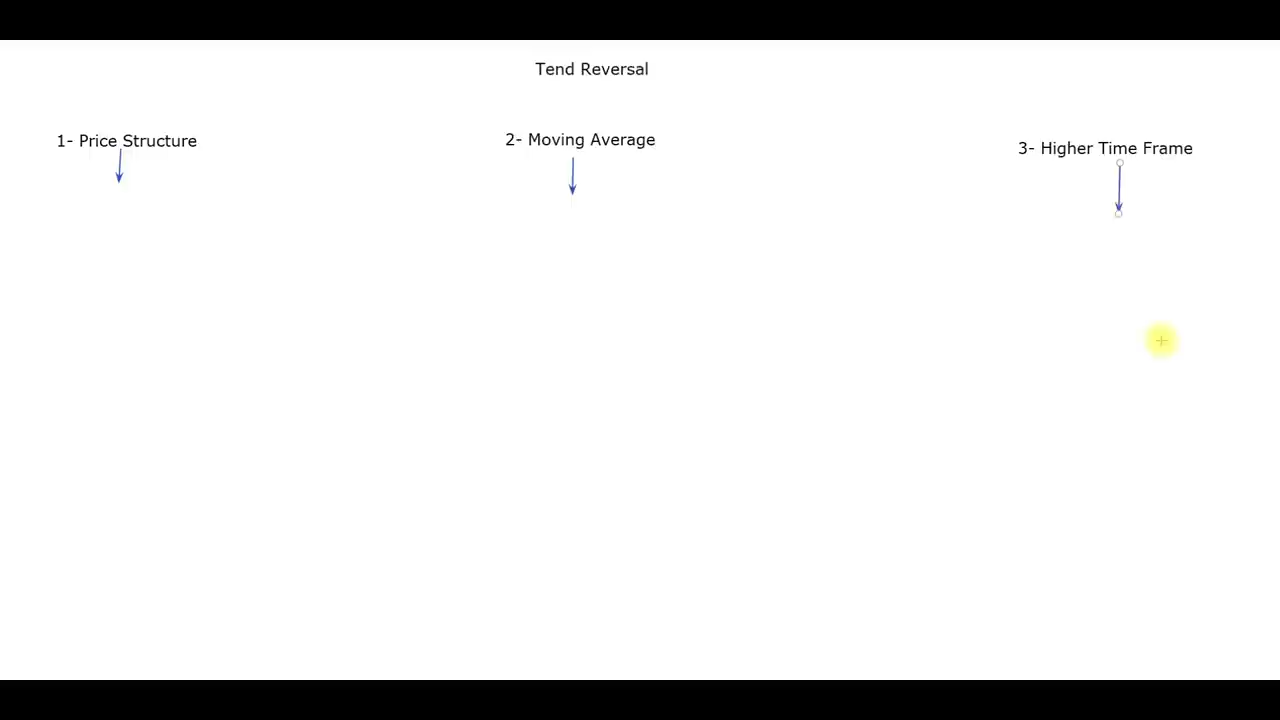 Tend Reversal
1- Price Structure
2- Moving Average
3- Higher Time Frame